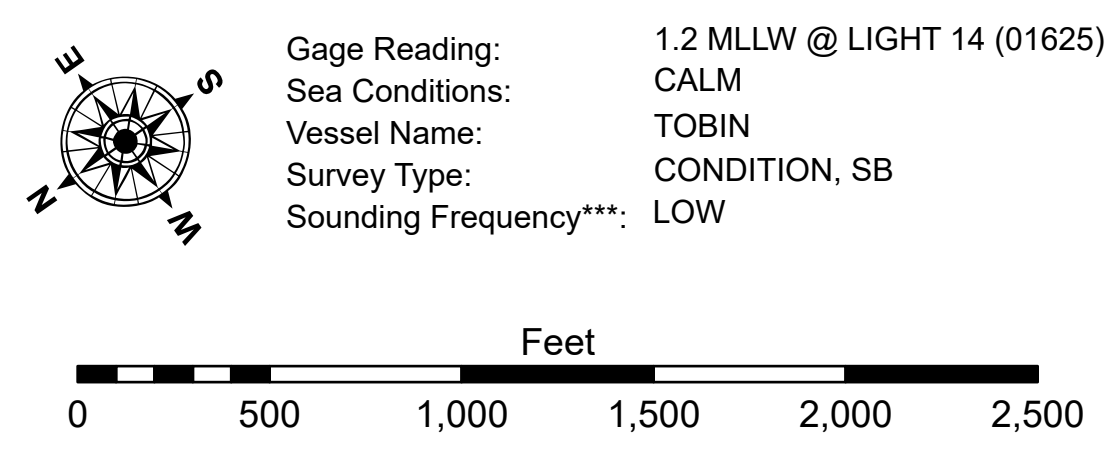 E
S
N
W
Gage Reading: 1.2 MLLW @ LIGHT 14 (01625)
Sea Conditions: CALM
Vessel Name: TOBIN
Survey Type: CONDITION, SB
Sounding Frequency***: LOW
Feet
0 500 1,000 1,500 2,000 2,500